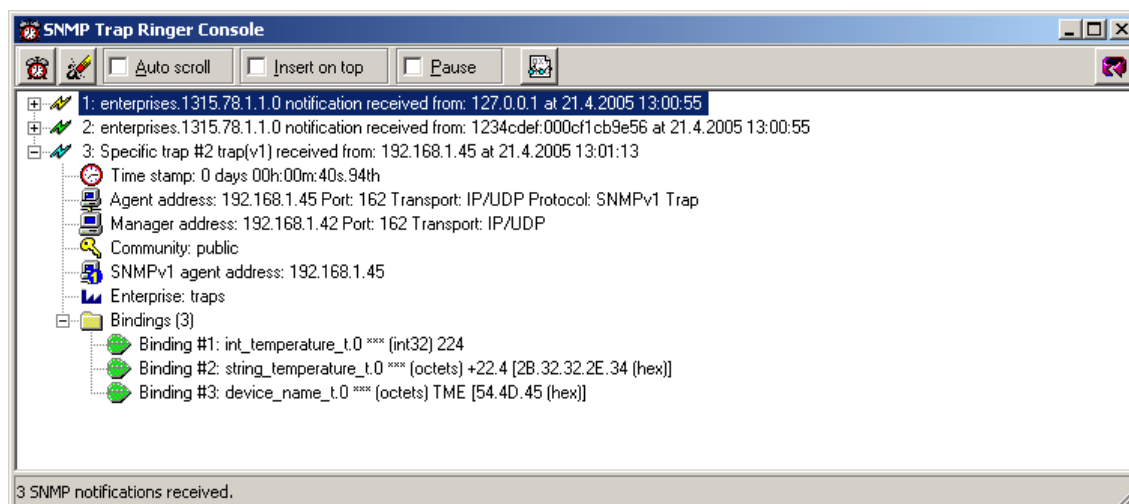 SNMP Trap Ringer Console
Auto scroll Insert on top Pause
1: enterprises.1315.78.1.1.0 notification received from: 127.0.0.1 at 21.4.2005 13:00:55
2: enterprises.1315.78.1.1.0 notification received from: 1234cdef:000cf1cb9e56 at 21.4.2005 13:00:55
3: Specific trap #2 trap(v1) received from: 192.168.1.45 at 21.4.2005 13:01:13
Time stamp: 0 days 00h:00m:40s.94th
Agent address: 192.168.1.45 Port: 162 Transport: IP/UDP Protocol: SNMPv1 Trap
Manager address: 192.168.1.42 Port: 162 Transport: IP/UDP
Community: public
SNMPv1 agent address: 192.168.1.45
Enterprise: traps
Bindings (3)
Binding #1: int_temperature_t.0 *** (int32) 224
Binding #2: string_temperature_t.0 *** (octets) +22.4 [2B.32.32.2E.34 (hex)]
Binding #3: device_name_t.0 *** (octets) TME [54.4D.45 (hex)]
3 SNMP notifications received.